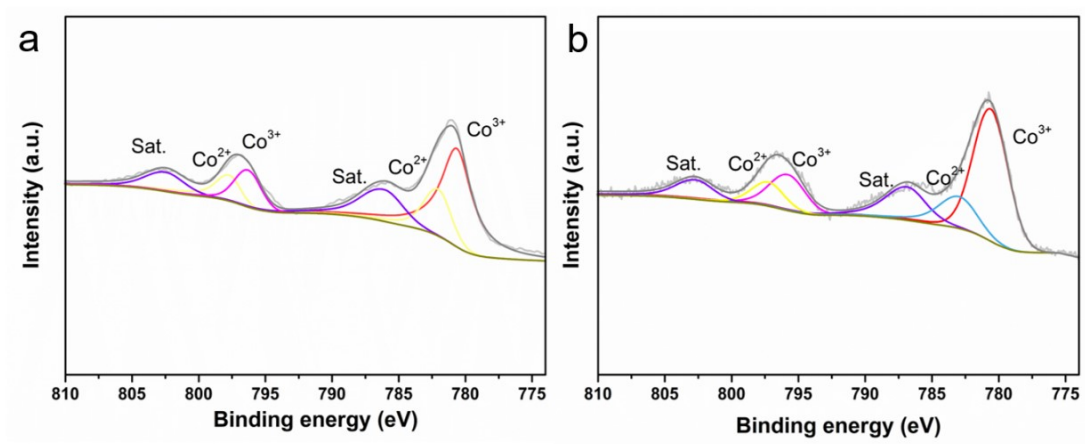 a
Intensity (a.u.)
Sat.
Co²⁺
Co³⁺
Sat.
Co²⁺
Co³⁺
810 805 800 795 790 785 780 775
Binding energy (eV)
b
Intensity (a.u.)
Sat.
Co²⁺
Co³⁺
Sat.
Co²⁺
Co³⁺
810 805 800 795 790 785 780 775
Binding energy (eV)